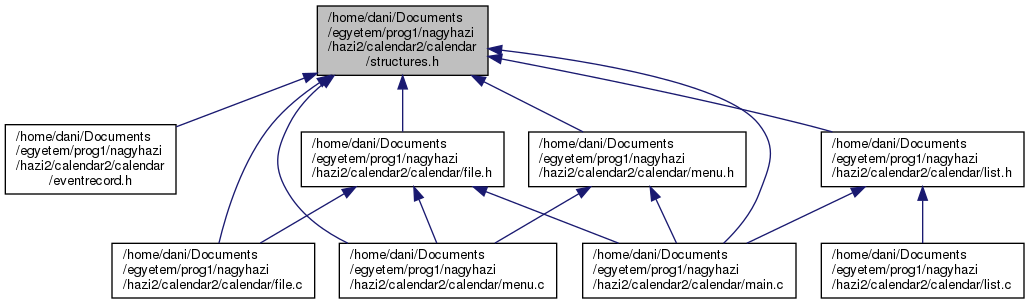 /home/dani/Documents
/egyetem/prog1/nagyhazi
/hazi2/calendar2/calendar
/structures.h
/home/dani/Documents
/egyetem/prog1/nagyhazi
/hazi2/calendar2/calendar
/eventrecord.h
/home/dani/Documents
/egyetem/prog1/nagyhazi
/hazi2/calendar2/calendar/file.h
/home/dani/Documents
/egyetem/prog1/nagyhazi
/hazi2/calendar2/calendar/menu.h
/home/dani/Documents
/egyetem/prog1/nagyhazi
/hazi2/calendar2/calendar/list.h
/home/dani/Documents
/egyetem/prog1/nagyhazi
/hazi2/calendar2/calendar/file.c
/home/dani/Documents
/egyetem/prog1/nagyhazi
/hazi2/calendar2/calendar/menu.c
/home/dani/Documents
/egyetem/prog1/nagyhazi
/hazi2/calendar2/calendar/main.c
/home/dani/Documents
/egyetem/prog1/nagyhazi
/hazi2/calendar2/calendar/list.c